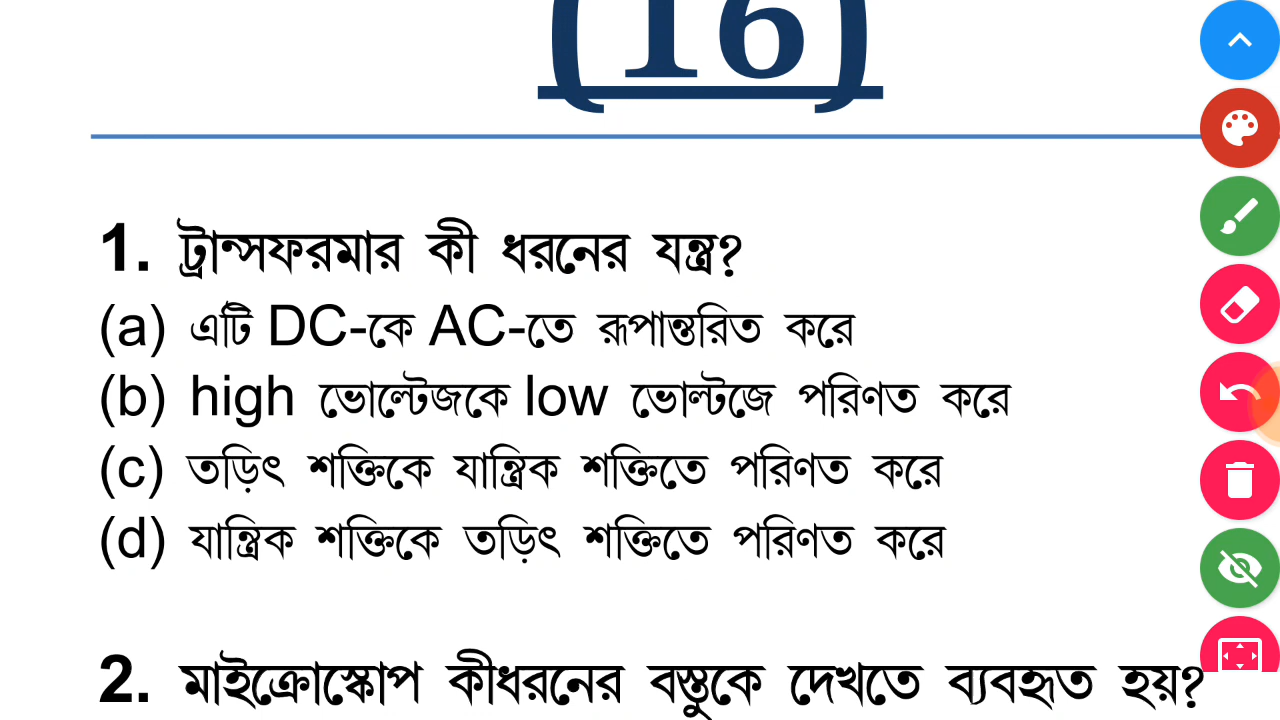 (16)
1. ট্রান্সফরমার কী ধরনের যন্ত্র?
(a) এটি DC-কে AC-তে রূপান্তরিত করে
(b) high ভোল্টেজকে low ভোল্টজে পরিণত করে
(c) তড়িৎ শক্তিকে যান্ত্রিক শক্তিতে পরিণত করে
(d) যান্ত্রিক শক্তিকে তড়িৎ শক্তিতে পরিণত করে
2. মাইক্রোস্কোপ কীধরনের বস্তুকে দেখতে ব্যবহৃত হয়?